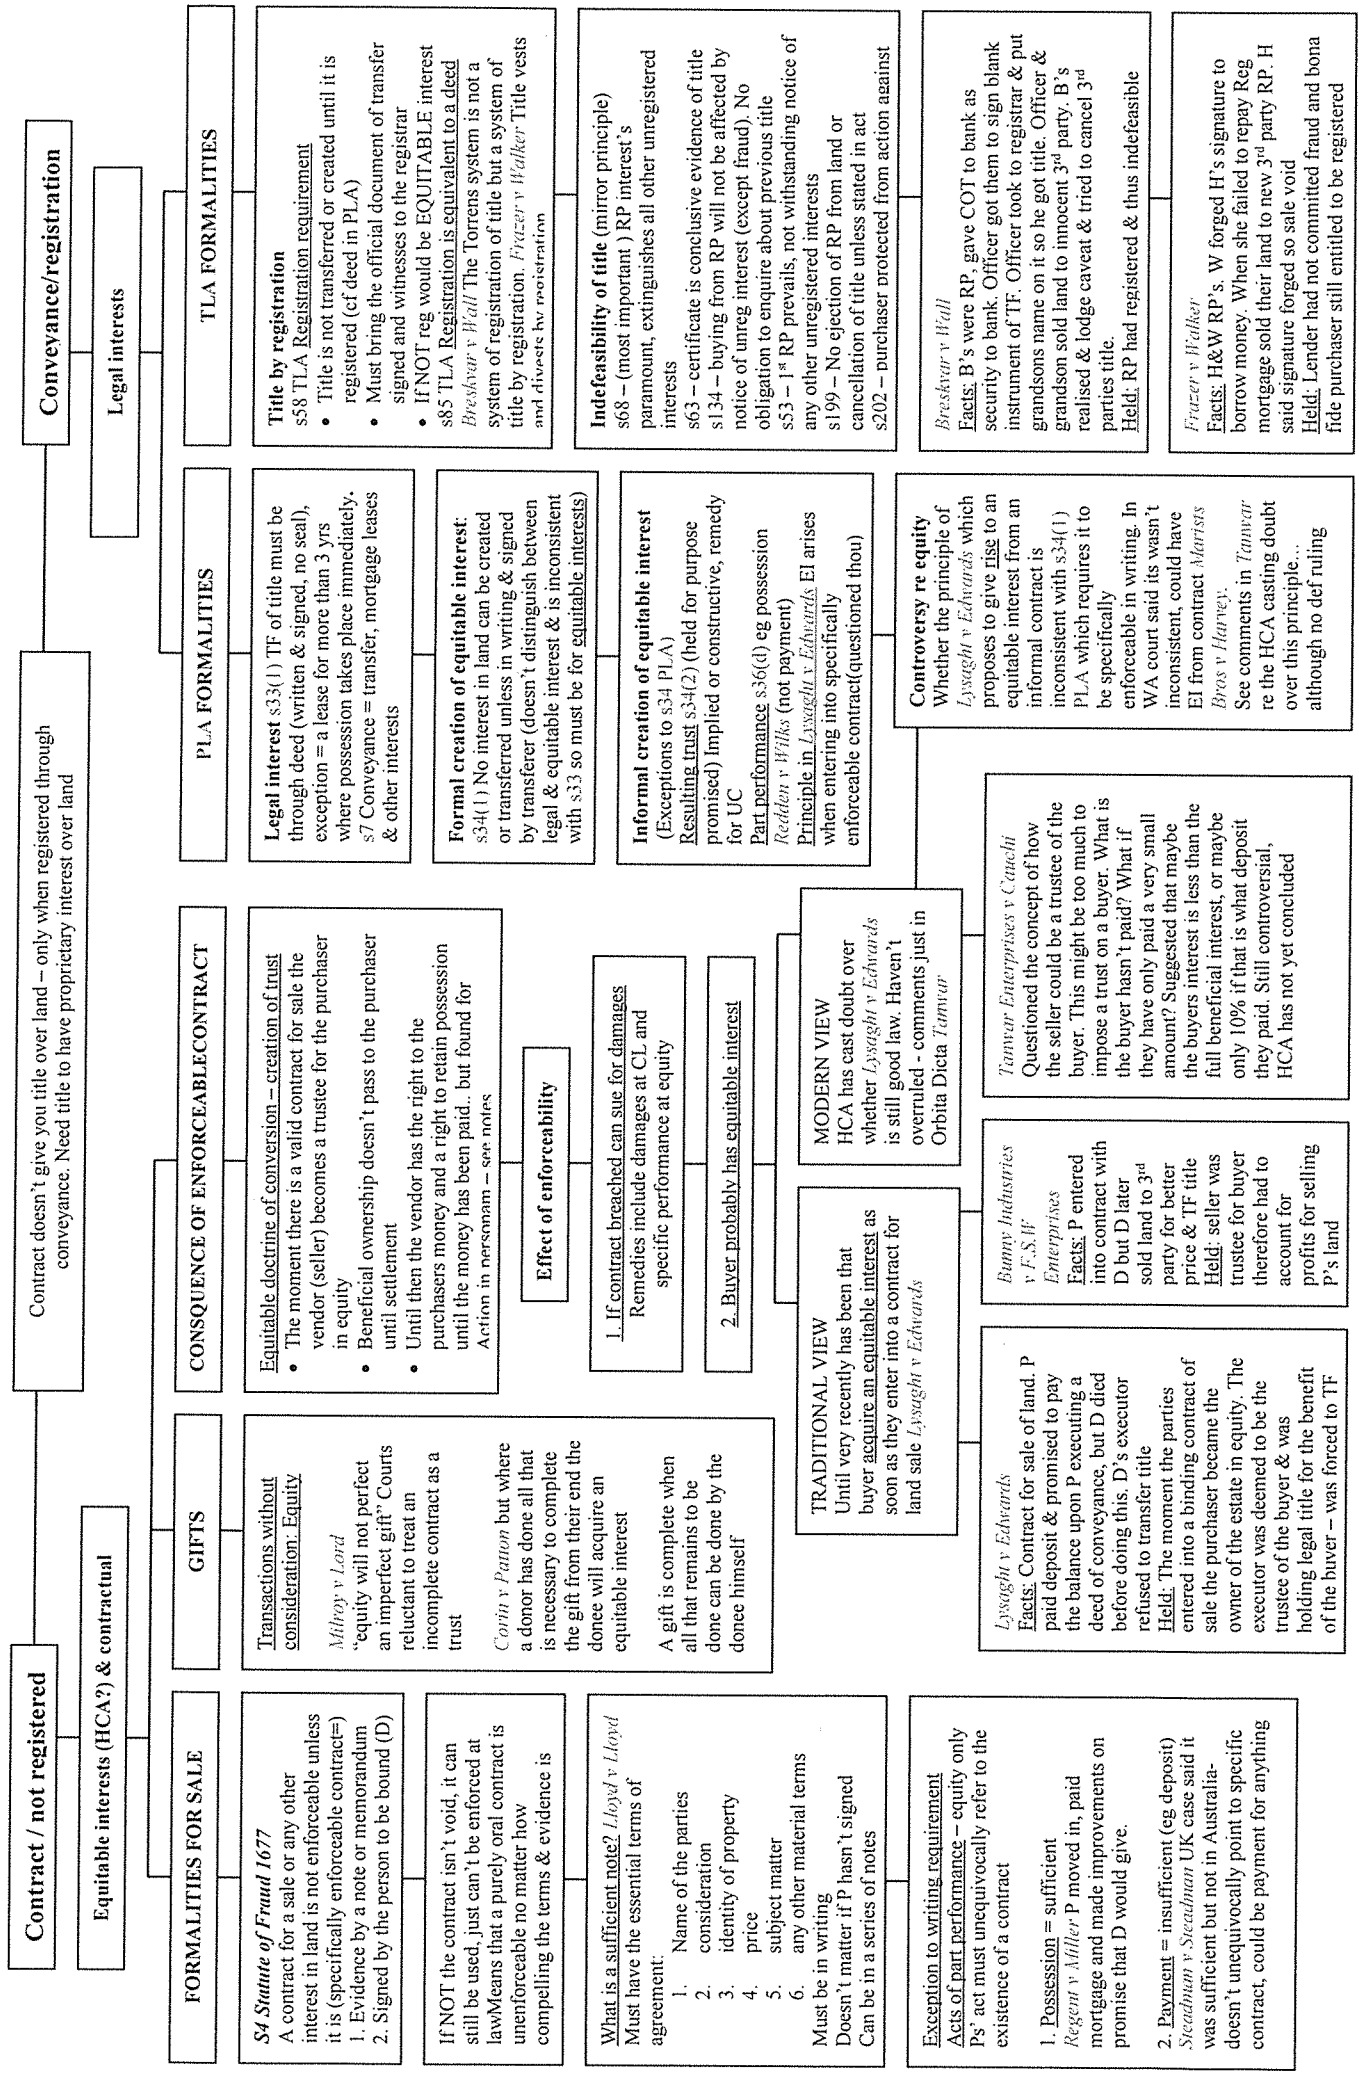 Contract doesn't give you title over land – only when registered through
conveyance. Need title to have proprietary interest over land
Contract / not registered
Equitable interests (HCA?) & contractual
FORMALITIES FOR SALE
S4 Statute of Fraud 1677
A contract for a sale or any other
interest in land is not enforceable unless
it is (specifically enforceable contract=)
1. Evidence by a note or memorandum
2. Signed by the person to be bound (D)
If NOT the contract isn't void, it can
still be used, just can't be enforced at
lawMeans that a purely oral contract is
unenforceable no matter how
compelling the terms & evidence is
What is a sufficient note? Lloyd v Lloyd
Must have the essential terms of
agreement:
1. Name of the parties
2. consideration
3. identity of property
4. price
5. subject matter
6. any other material terms
Must be in writing
Doesn't matter if P hasn't signed
Can be in a series of notes
Exception to writing requirement
Acts of part performance – equity only
Ps' act must unequivocally refer to the
existence of a contract
1. Possession = sufficient
Regent v Miller P moved in, paid
mortgage and made improvements on
promise that D would give.
2. Payment = insufficient (eg deposit)
Steadman v Steadman UK case said it
was sufficient but not in Australia-
doesn't unequivocally point to specific
contract, could be payment for anything
GIFTS
Transactions without
consideration: Equity
Milroy v Lord
"equity will not perfect
an imperfect gift" Courts
reluctant to treat an
incomplete contract as a
trust
Corin v Patton but where
a donor has done all that
is necessary to complete
the gift from their end the
donee will acquire an
equitable interest
A gift is complete when
all that remains to be
done can be done by the
donee himself
CONSQUENCE OF ENFORCEABLECONTRACT
Equitable doctrine of conversion – creation of trust
• The moment there is a valid contract for sale the
vendor (seller) becomes a trustee for the purchaser
in equity
• Beneficial ownership doesn't pass to the purchaser
until settlement
• Until then the vendor has the right to the
purchasers money and a right to retain possession
until the money has been paid.. but found for
Action in personam – see notes
Effect of enforceability
1. If contract breached can sue for damages
Remedies include damages at CL and
specific performance at equity
2. Buyer probably has equitable interest
TRADITIONAL VIEW
Until very recently has been that
buyer acquire an equitable interest as
soon as they enter into a contract for
land sale Lysaght v Edwards
MODERN VIEW
HCA has cast doubt over
whether Lysaght v Edwards
is still good law. Haven't
overruled - comments just in
Orbita Dicta Tanwar
Lysaght v Edwards
Facts: Contract for sale of land. P
paid deposit & promised to pay
the balance upon P executing a
deed of conveyance, but D died
before doing this. D's executor
refused to transfer title
Held: The moment the parties
entered into a binding contract of
sale the purchaser became the
owner of the estate in equity. The
executor was deemed to be the
trustee of the buyer & was
holding legal title for the benefit
of the buyer – was forced to TF
Bunny Industries
v F.S.W
Enterprises
Facts: P entered
into contract with
D but D later
sold land to 3rd
party for better
price & TF title
Held: seller was
trustee for buyer
therefore had to
account for
profits for selling
P's land
Tanwar Enterprises v Cauchi
Questioned the concept of how
the seller could be a trustee of the
buyer. This might be too much to
impose a trust on a buyer. What is
the buyer hasn't paid? What if
they have only paid a very small
amount? Suggested that maybe
the buyers interest is less than the
full beneficial interest, or maybe
only 10% if that is what deposit
they paid. Still controversial,
HCA has not yet concluded
Conveyance/registration
Legal interests
PLA FORMALITIES
Legal interest s33(1) TF of title must be
through deed (written & signed, no seal),
exception = a lease for more than 3 yrs
where possession takes place immediately.
s7 Conveyance = transfer, mortgage leases
& other interests
Formal creation of equitable interest:
s34(1) No interest in land can be created
or transferred unless in writing & signed
by transferer (doesn't distinguish between
legal & equitable interest & is inconsistent
with s33 so must be for equitable interests)
Informal creation of equitable interest
(Exceptions to s34 PLA)
Resulting trust s34(2) (held for purpose
promised) Implied or constructive, remedy
for UC
Part performance s36(d) eg possession
Redden v Wilks (not payment)
Principle in Lysaght v Edwards EI arises
when entering into specifically
enforceable contract(questioned thou)
Controversy re equity
Whether the principle of
Lysaght v Edwards which
proposes to give rise to an
equitable interest from an
informal contract is
inconsistent with s34(1)
PLA which requires it to
be specifically
enforceable in writing. In
WA court said its wasn't
inconsistent, could have
EI from contract Marists
Bros v Harvey.
See comments in Tanwar
re the HCA casting doubt
over this principle…
although no def ruling
TLA FORMALITIES
Title by registration
s58 TLA Registration requirement
• Title is not transferred or created until it is
registered (cf deed in PLA)
• Must bring the official document of transfer
signed and witnesses to the registrar
• If NOT reg would be EQUITABLE interest
s85 TLA Registration is equivalent to a deed
Breskvar v Wall The Torrens system is not a
system of registration of title but a system of
title by registration. Frazer v Walker Title vests
and divests by registration
Indefeasibility of title (mirror principle)
s68 – (most important ) RP interest's
paramount, extinguishes all other unregistered
interests
s63 – certificate is conclusive evidence of title
s134 – buying from RP will not be affected by
notice of unreg interest (except fraud). No
obligation to enquire about previous title
s53 – 1st RP prevails, not withstanding notice of
any other unregistered interests
s199 – No ejection of RP from land or
cancellation of title unless stated in act
s202 – purchaser protected from action against
Breskvar v Wall
Facts: B's were RP, gave COT to bank as
security to bank. Officer got them to sign blank
instrument of TF. Officer took to registrar & put
grandsons name on it so he got title. Officer &
grandson sold land to innocent 3rd party. B's
realised & lodge caveat & tried to cancel 3rd
parties title.
Held: RP had registered & thus indefeasible
Frazer v Walker
Facts: H&W RP's. W forged H's signature to
borrow money. When she failed to repay Reg
mortgage sold their land to new 3rd party RP. H
said signature forged so sale void
Held: Lender had not committed fraud and bona
fide purchaser still entitled to be registered